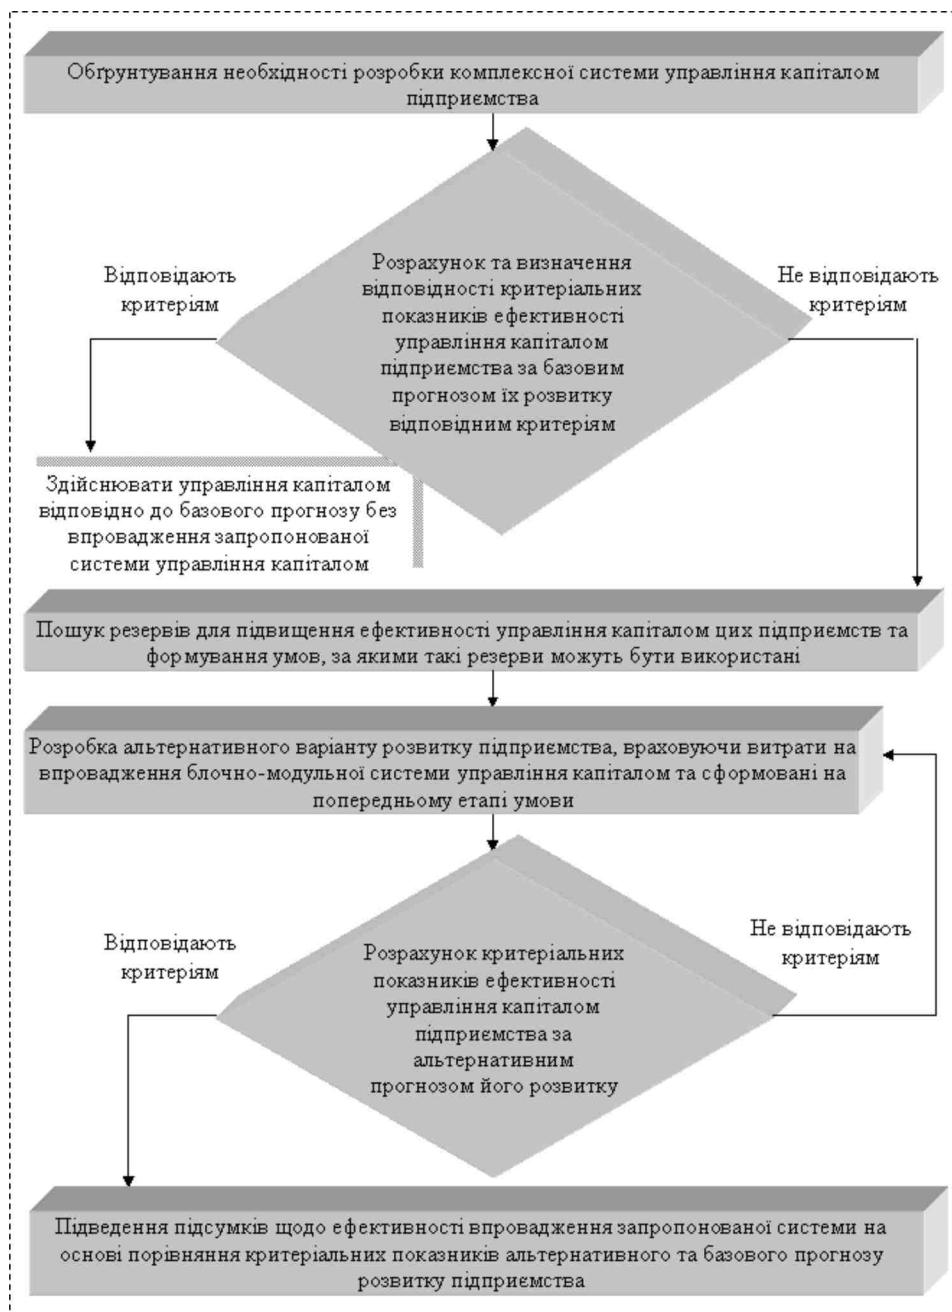 Обґрунтування необхідності розробки комплексної системи управління капіталом
підприємства
Відповідають
критеріям
Розрахунок та визначення
відповідності критеріальних
показників ефективності
управління капіталом
підприємства за базовим
прогнозом їх розвитку
відповідним критеріям
Не відповідають
критеріям
Здійснювати управління капіталом
відповідно до базового прогнозу без
впровадження запропонованої
системи управління капіталом
Пошук резервів для підвищення ефективності управління капіталом цих підприємств та
формування умов, за якими такі резерви можуть бути використані
Розробка альтернативного варіанту розвитку підприємства, враховуючи витрати на
впровадження блочно-модульної системи управління капіталом та сформовані на
попередньому етапі умови
Відповідають
критеріям
Розрахунок критеріальних
показників ефективності
управління капіталом
підприємства за
альтернативним
прогнозом його розвитку
Не відповідають
критеріям
Підведення підсумків щодо ефективності впровадження запропонованої системи на
основі порівняння критеріальних показників альтернативного та базового прогнозу
розвитку підприємства